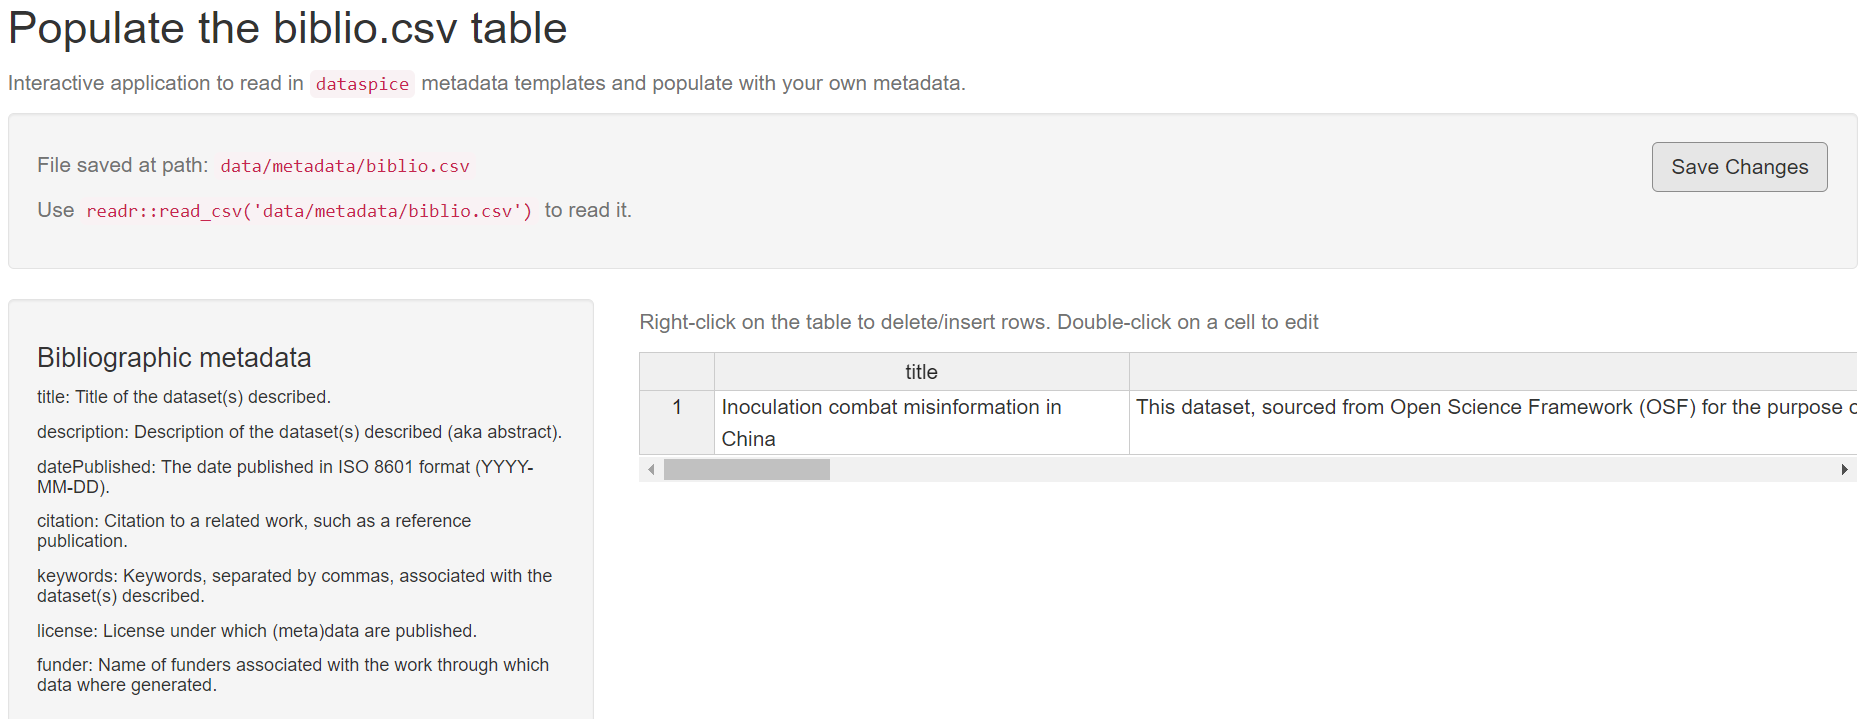 Populate the biblio.csv table
Interactive application to read in dataspice metadata templates and populate with your own metadata.
File saved at path: data/metadata/biblio.csv
Save Changes
Use readr::read_csv('data/metadata/biblio.csv') to read it.
Bibliographic metadata
title: Title of the dataset(s) described.
description: Description of the dataset(s) described (aka abstract).
datePublished: The date published in ISO 8601 format (YYYY-
MM-DD).
citation: Citation to a related work, such as a reference
publication.
keywords: Keywords, separated by commas, associated with the
dataset(s) described.
license: License under which (meta)data are published.
funder: Name of funders associated with the work through which
data where generated.
Right-click on the table to delete/insert rows. Double-click on a cell to edit
title
1 Inoculation combat misinformation in
China
This dataset, sourced from Open Science Framework (OSF) for the purpose